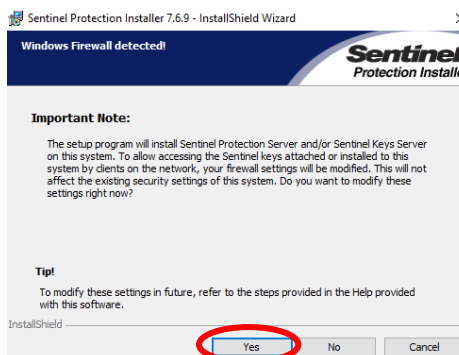 Sentinel Protection Installer 7.6.9 - InstallShield Wizard
Windows Firewall detected!
Sentinel
Protection Installe
Important Note:
The setup program will install Sentinel Protection Server and/or Sentinel Keys Server
on this system. To allow accessing the Sentinel keys attached or installed to this
system by clients on the network, your firewall settings will be modified. This will not
affect the existing security settings of this system. Do you want to modify these
settings right now?
Tip!
To modify these settings in future, refer to the steps provided in the Help provided
with this software.
InstallShield
Yes No Cancel